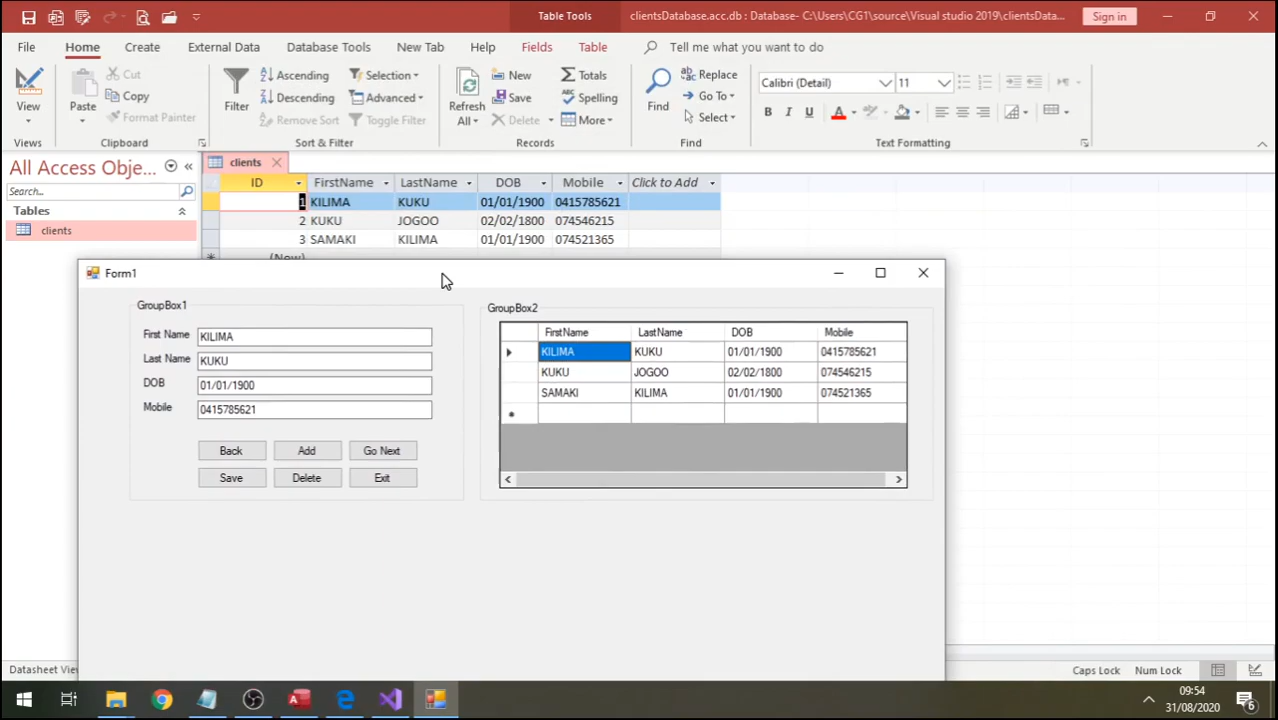 Table Tools
clientsDatabase.acc.db : Database- C:\Users\CG1\source\Visual studio 2019\clientsData...
Sign in
File Home Create External Data Database Tools New Tab Help Fields Table Tell me what you want to do
View
Views
Paste
Cut
Copy
Format Painter
Clipboard
Filter
Ascending
Descending
Remove Sort
Selection
Advanced
Toggle Filter
Sort & Filter
Refresh
All
New
Save
Delete
Totals
Spelling
More
Records
Find
Replace
Go To
Select
Find
Calibri (Detail) 11
B I U A
Text Formatting
All Access Obje...
Search...
Tables
clients
clients
ID FirstName LastName DOB Mobile Click to Add
1 KILIMA KUKU 01/01/1900 0415785621
2 KUKU JOGOO 02/02/1800 074546215
3 SAMAKI KILIMA 01/01/1900 074521365
(New)
Form1
GroupBox1
First Name KILIMA
Last Name KUKU
DOB 01/01/1900
Mobile 0415785621
Back Add Go Next
Save Delete Exit
GroupBox2
FirstName LastName DOB Mobile
KILIMA KUKU 01/01/1900 0415785621
KUKU JOGOO 02/02/1800 074546215
SAMAKI KILIMA 01/01/1900 074521365
Datasheet View
Caps Lock Num Lock
09:54
31/08/2020
6